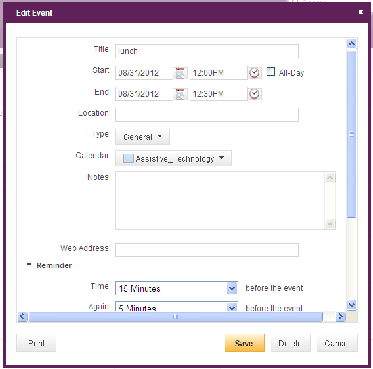 Edit Event
Title: lunch
Start: 08/31/2012 12:00PM All-Day
End: 08/31/2012 12:30PM
Location:
Type: General
Calendar: Assistive_Technology
Notes:
Web Address:
Reminder
Time: 15 Minutes before the event
Again: 5 Minutes before the event
Print Save Delete Cancel